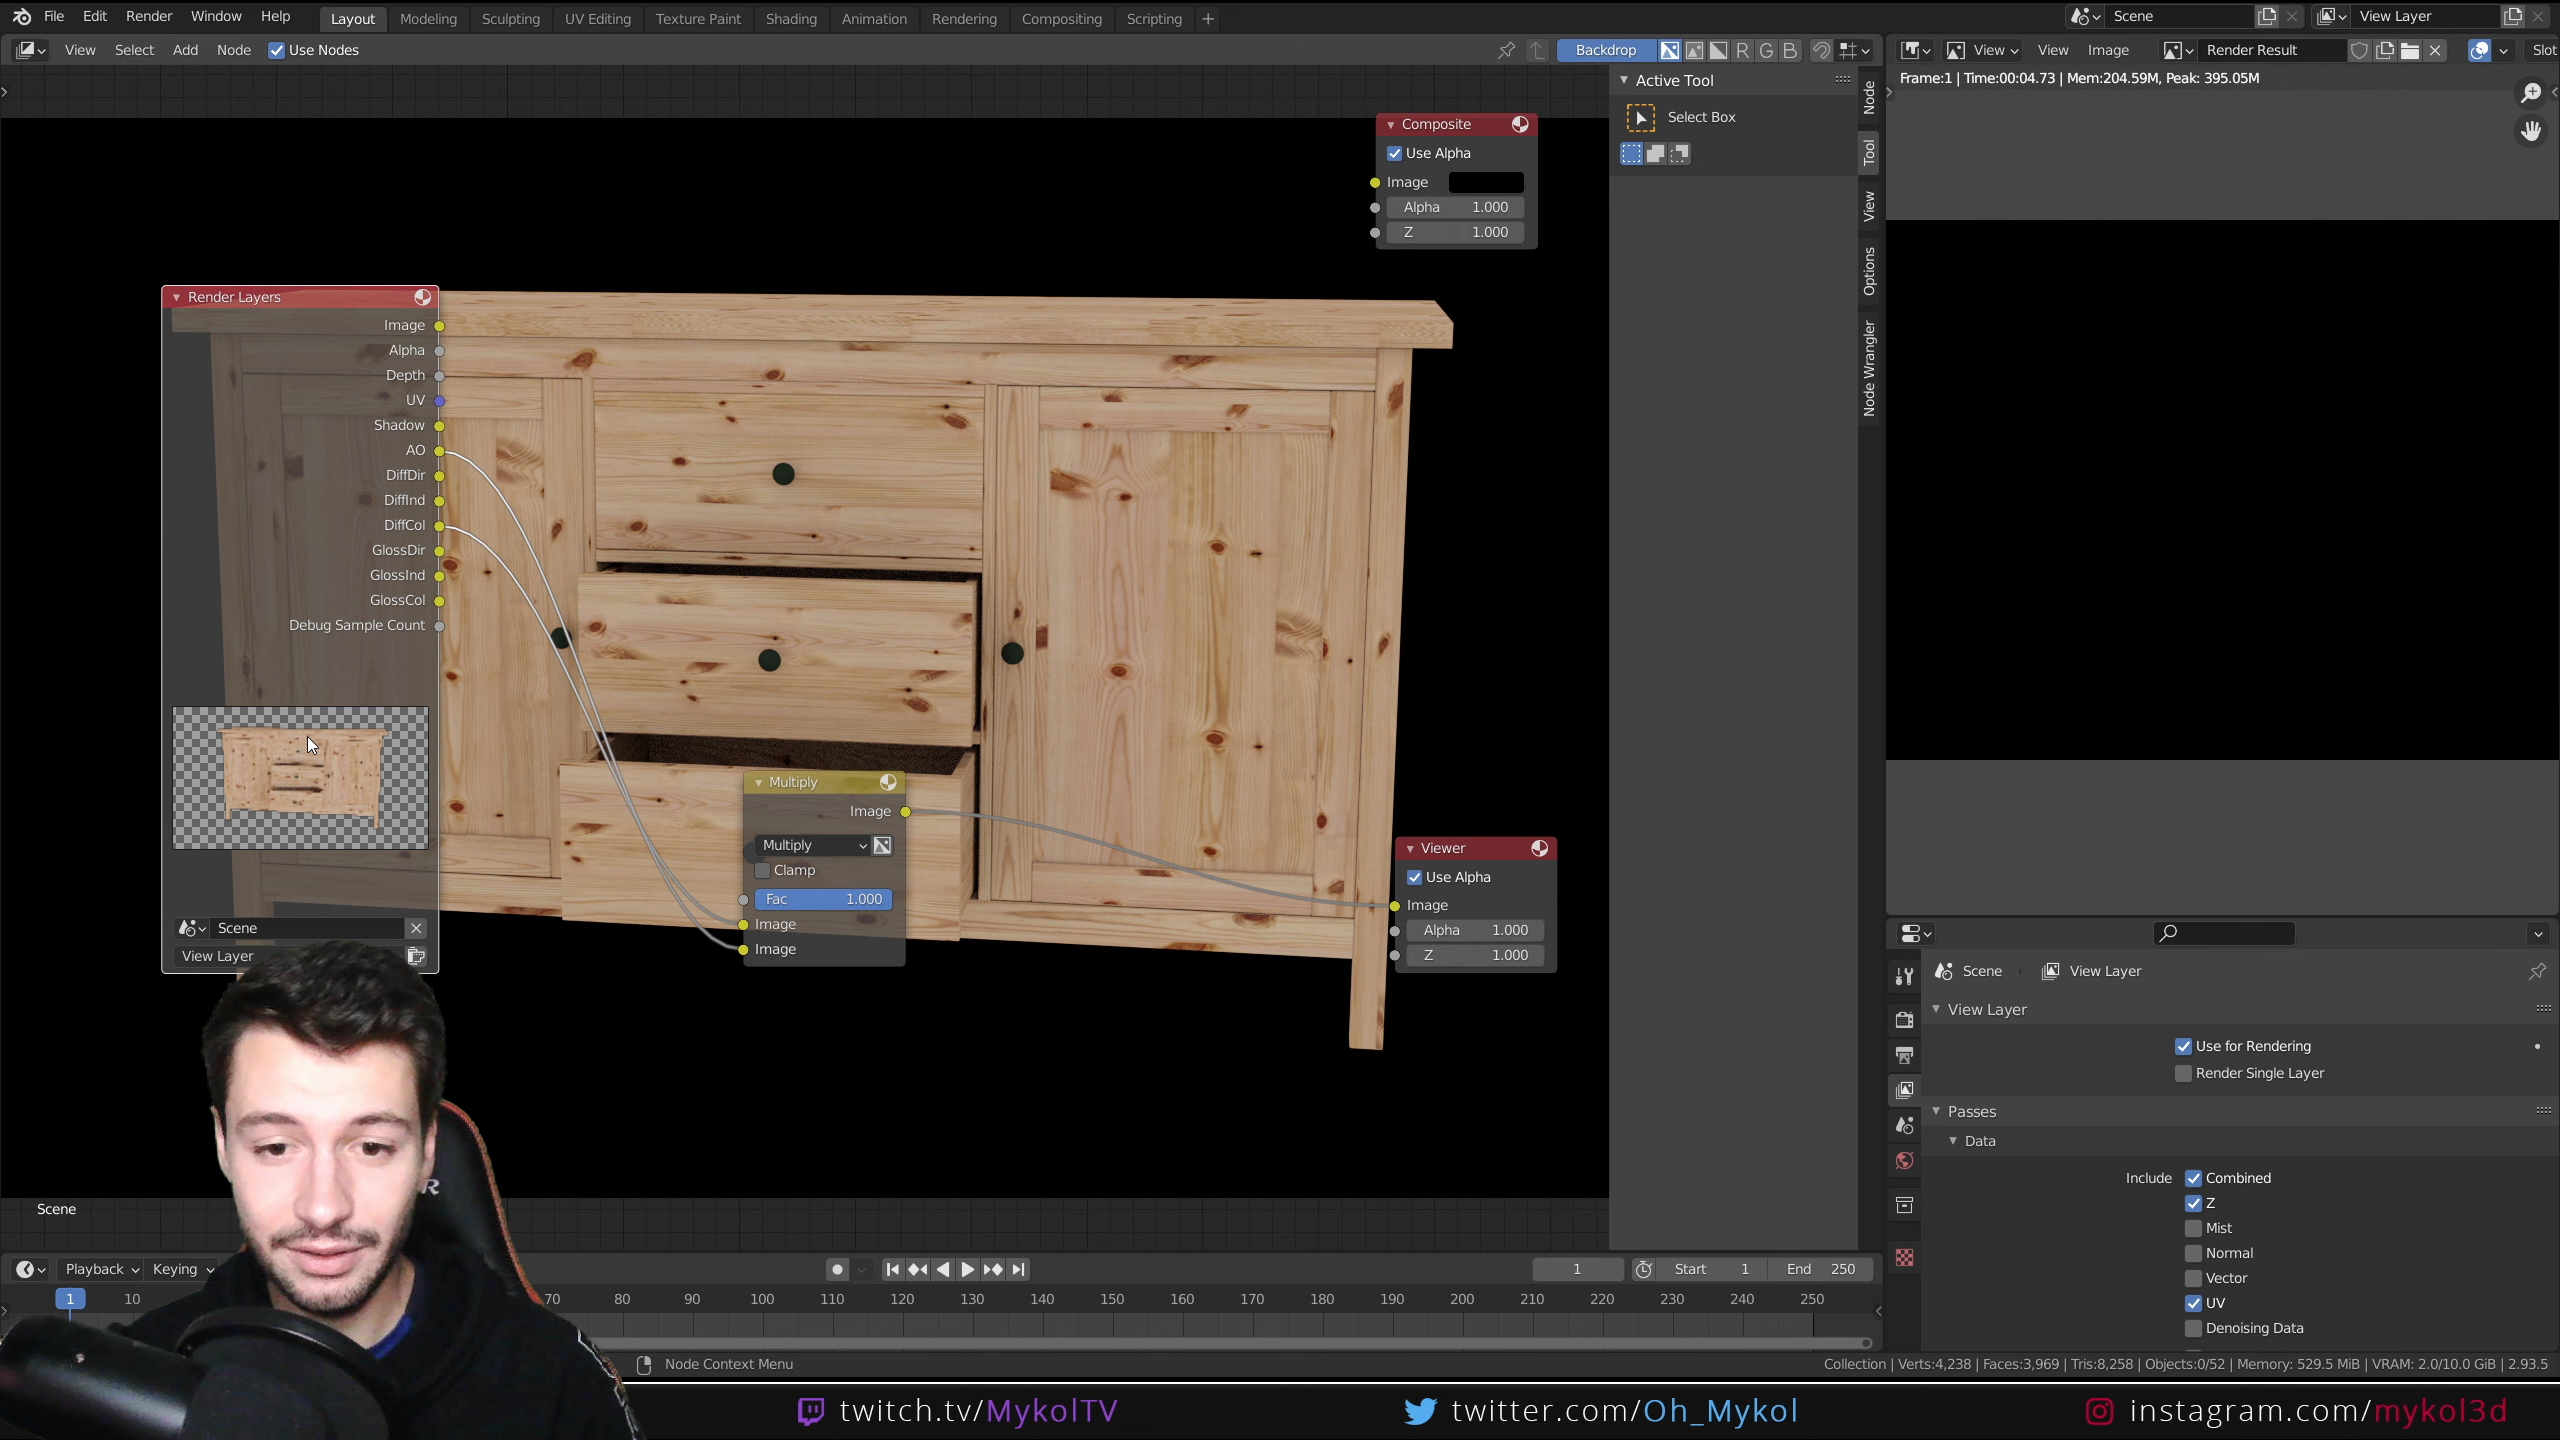 File Edit Render Window Help Layout Modeling Sculpting UV Editing Texture Paint Shading Animation Rendering Compositing Scripting + Scene View Layer
View Select Add Node Use Nodes Backdrop R G B View View Image Render Result Slot
Frame:1 | Time:00:04.73 | Mem:204.59M, Peak: 395.05M
Active Tool
Select Box
Node
Tool
View
Options
Node Wrangler
Composite
Use Alpha
Image
Alpha 1.000
Z 1.000
Render Layers
Image
Alpha
Depth
UV
Shadow
AO
DiffDir
DiffInd
DiffCol
GlossDir
GlossInd
GlossCol
Debug Sample Count
Scene
View Layer
Multiply
Image
Multiply
Clamp
Fac 1.000
Image
Image
Viewer
Use Alpha
Image
Alpha 1.000
Z 1.000
Scene View Layer
View Layer
Use for Rendering
Render Single Layer
Passes
Data
Include Combined
Z
Mist
Normal
Vector
UV
Denoising Data
Scene
Playback Keying 1 Start 1 End 250
1 10 70 80 90 100 110 120 130 140 150 160 170 180 190 200 210 220 230 240 250
Node Context Menu
Collection | Verts:4,238 | Faces:3,969 | Tris:8,258 | Objects:0/52 | Memory: 529.5 MiB | VRAM: 2.0/10.0 GiB | 2.93.5
twitch.tv/MykolTV twitter.com/Oh_Mykol instagram.com/mykol3d